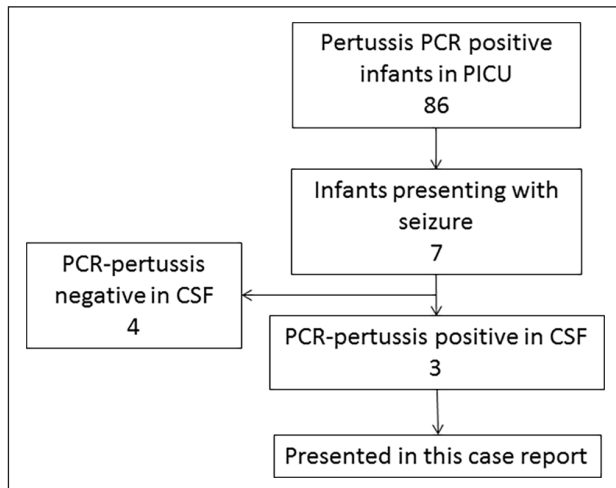 Pertussis PCR positive
infants in PICU
86
Infants presenting with
seizure
7
PCR-pertussis
negative in CSF
4
PCR-pertussis positive in CSF
3
Presented in this case report